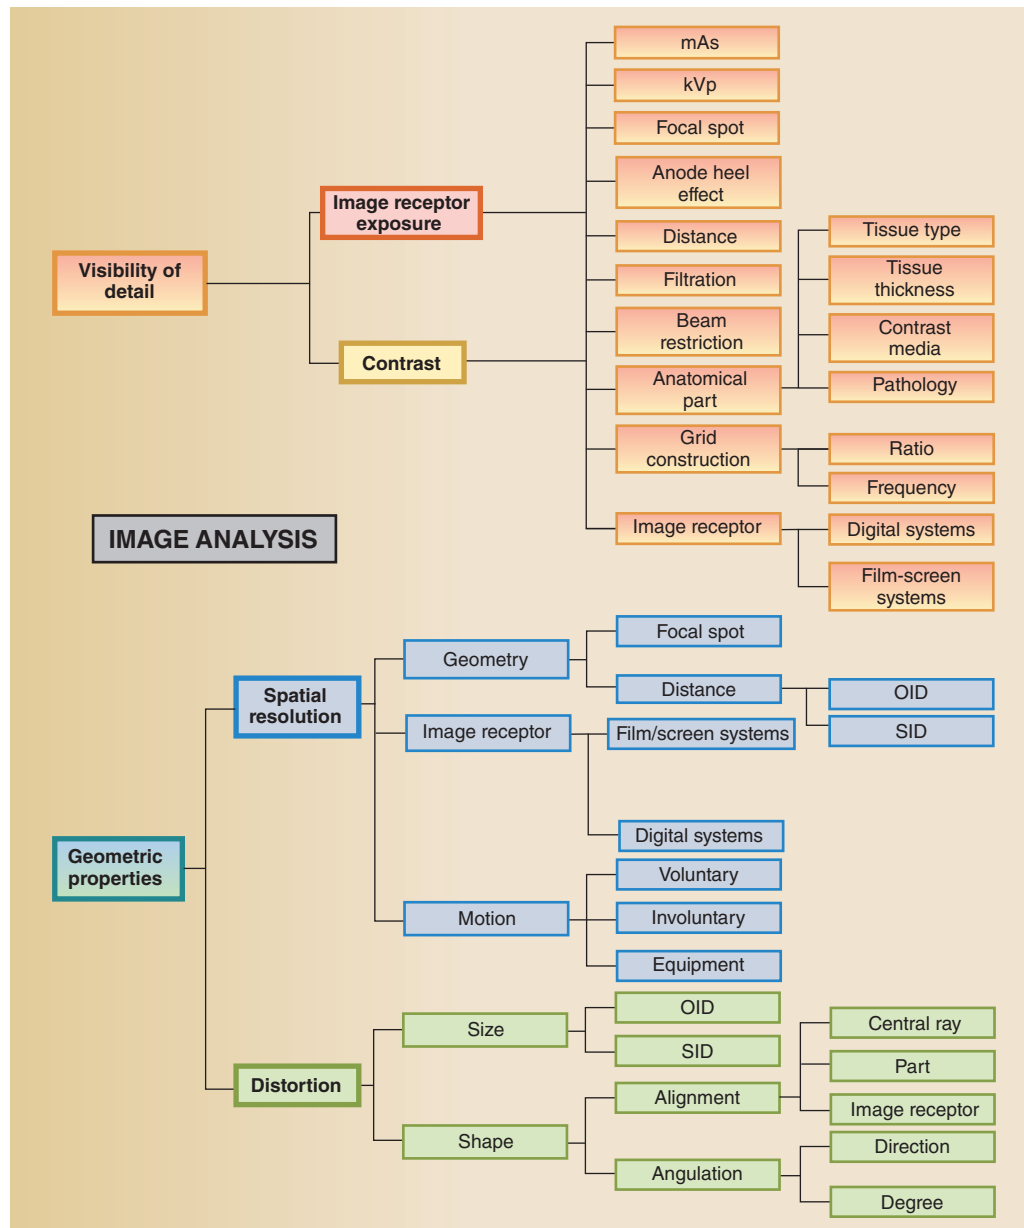 mAs
kVp
Focal spot
Anode heel
effect
Image receptor
exposure
Distance
Tissue type
Visibility of
detail
Filtration
Tissue
thickness
Beam
restriction
Contrast
media
Contrast
Anatomical
part
Pathology
Grid
construction
Ratio
Frequency
IMAGE ANALYSIS
Image receptor
Digital systems
Film-screen
systems
Focal spot
Geometry
Spatial
resolution
Distance
OID
Image receptor
Film/screen systems
SID
Digital systems
Geometric
properties
Voluntary
Motion
Involuntary
Equipment
OID
Size
Central ray
SID
Part
Distortion
Alignment
Image receptor
Shape
Direction
Angulation
Degree